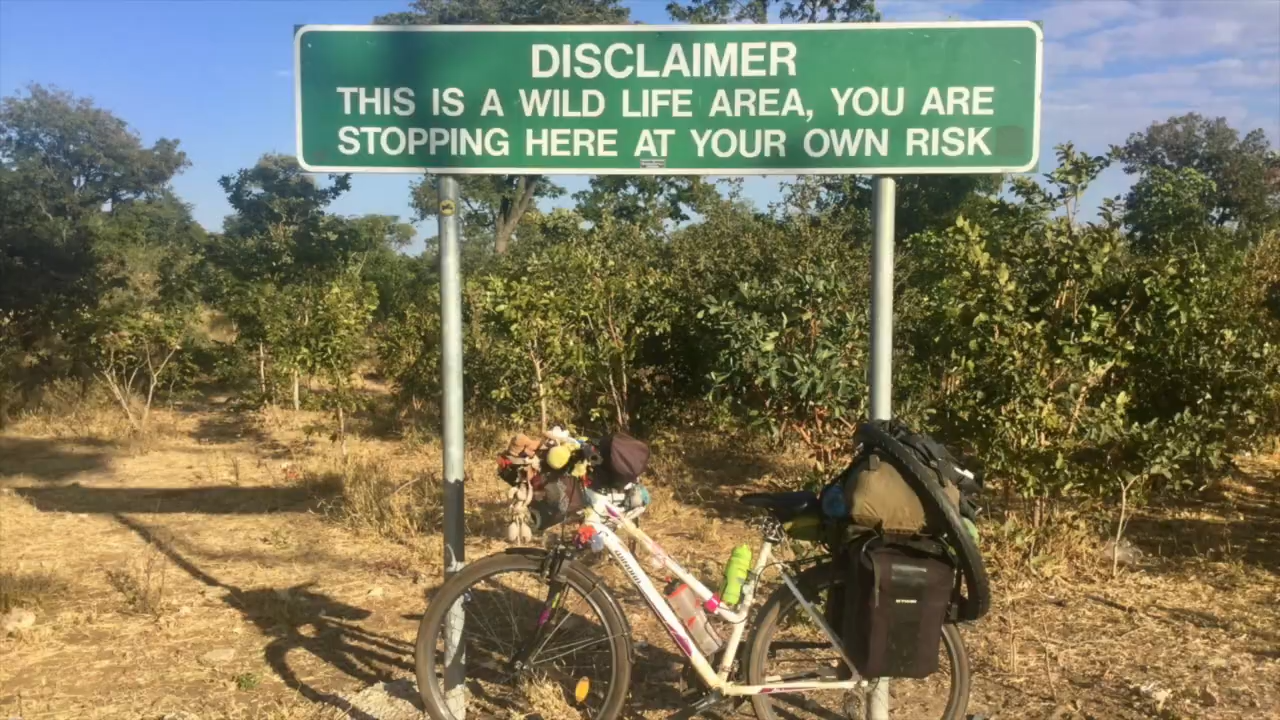 DISCLAIMER
THIS IS A WILD LIFE AREA, YOU ARE
STOPPING HERE AT YOUR OWN RISK